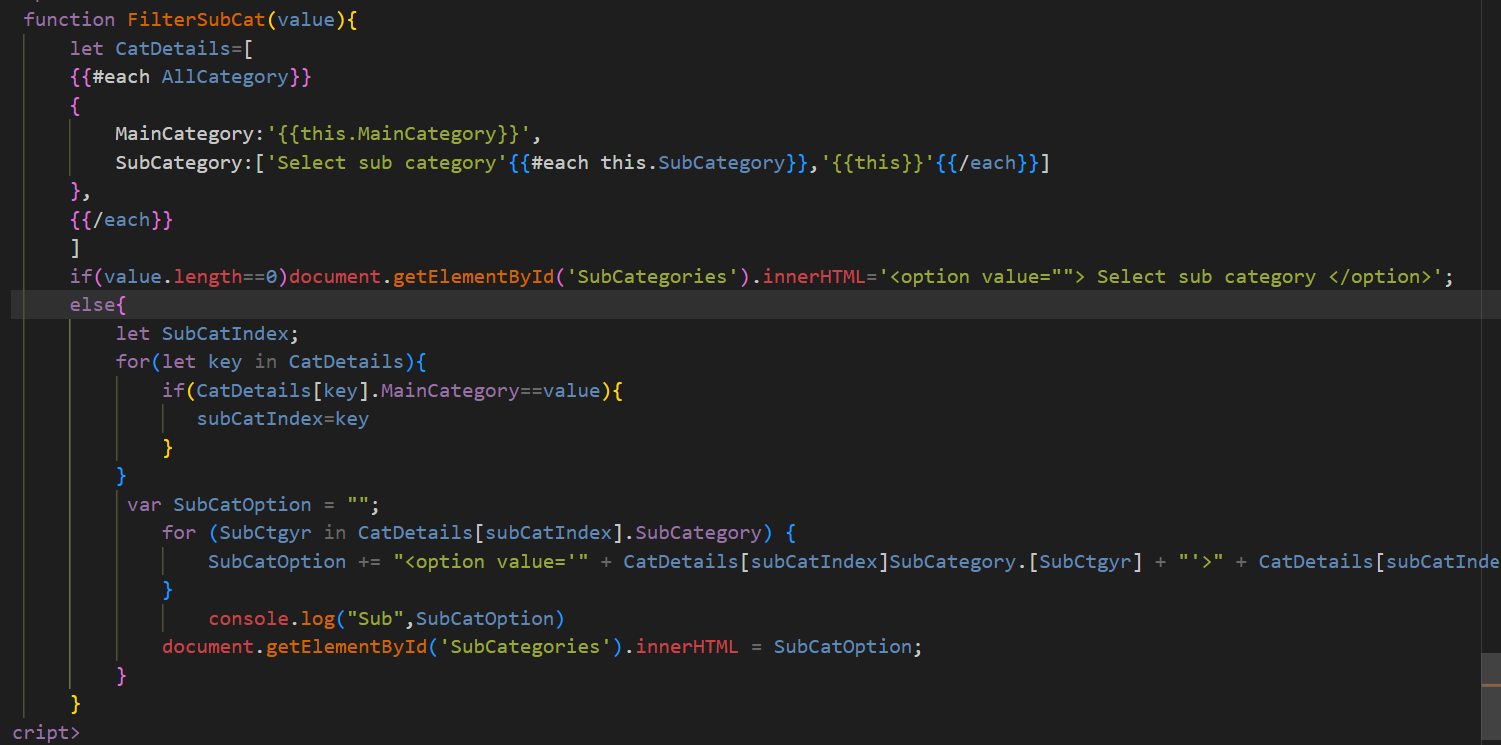 function FilterSubCat(value){
let CatDetails=[
{{#each AllCategory}}
{
MainCategory:'{{this.MainCategory}}',
SubCategory:['Select sub category'{{#each this.SubCategory}},'{{this}}'{{/each}}]
},
{{/each}}
]
if(value.length==0)document.getElementById('SubCategories').innerHTML='<option value=""> Select sub category </option>';
else{
let SubCatIndex;
for(let key in CatDetails){
if(CatDetails[key].MainCategory==value){
subCatIndex=key
}
}
var SubCatOption = "";
for (SubCtgyr in CatDetails[subCatIndex].SubCategory) {
SubCatOption += "<option value='" + CatDetails[subCatIndex]SubCategory.[SubCtgyr] + "'>" + CatDetails[subCatInde
}
console.log("Sub",SubCatOption)
document.getElementById('SubCategories').innerHTML = SubCatOption;
}
}
cript>